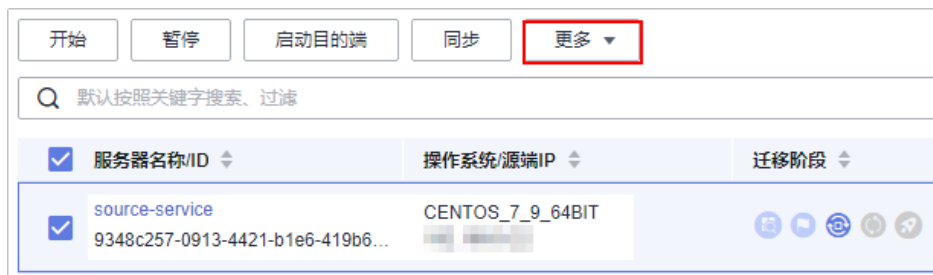 开始 暂停 启动目的端 同步 更多
默认按照关键字搜索、过滤
服务器名称/ID 操作系统/源端IP 迁移阶段
source-service CENTOS_7_9_64BIT
9348c257-0913-4421-b1e6-419b6...